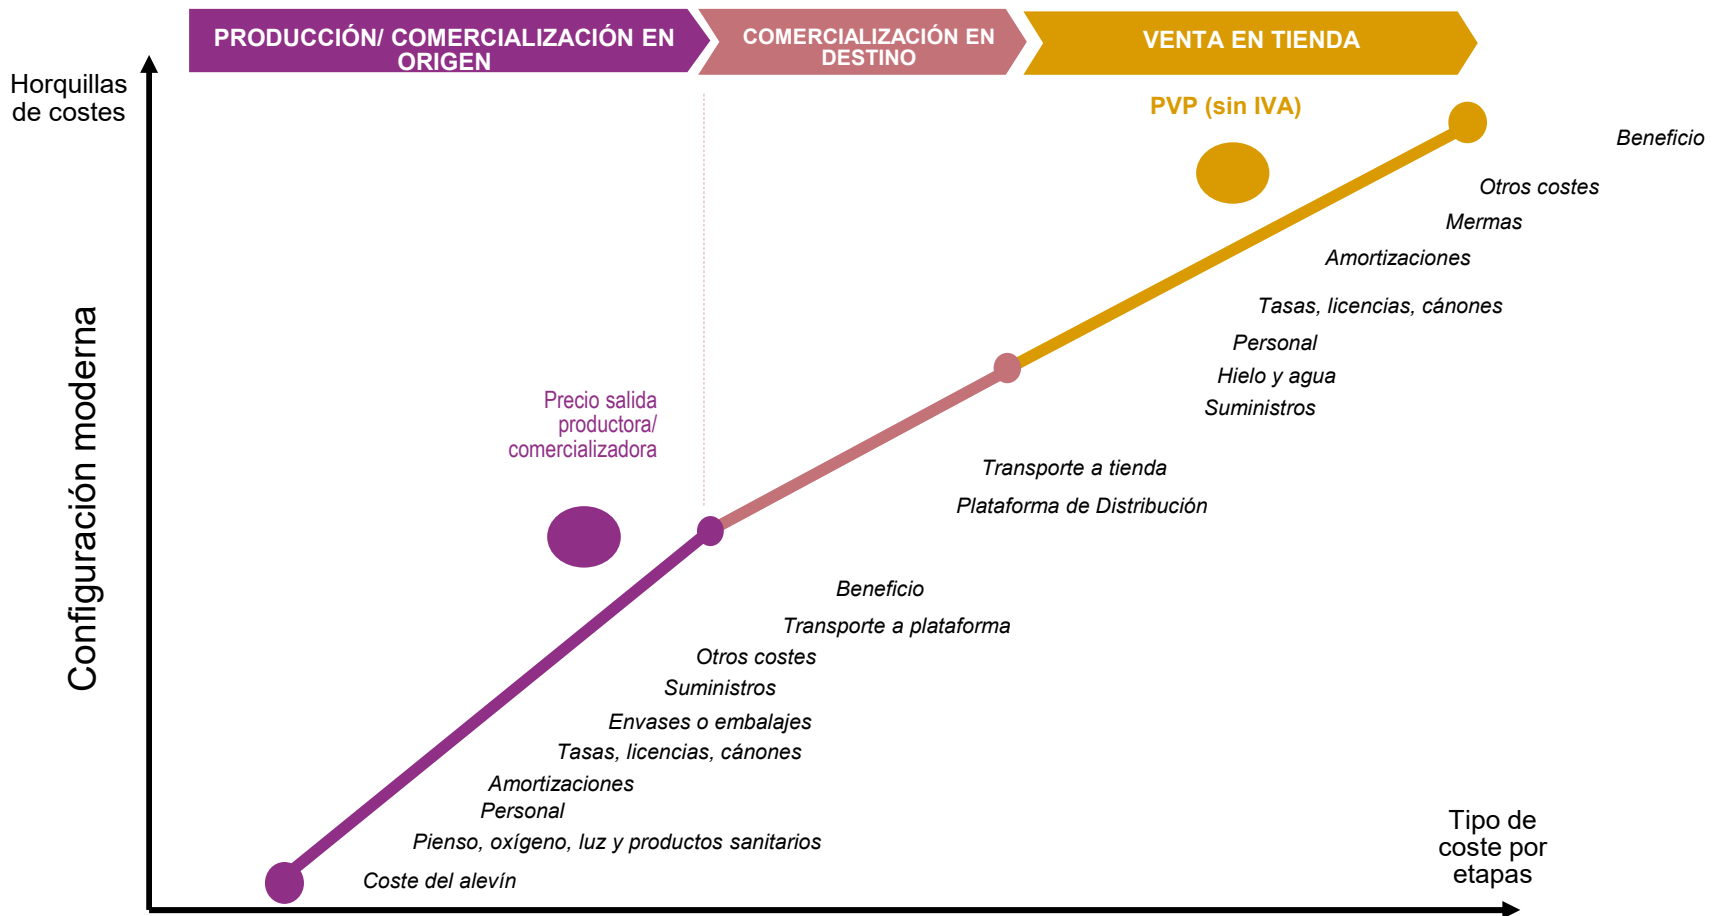 PRODUCCIÓN/ COMERCIALIZACIÓN EN
ORIGEN
COMERCIALIZACIÓN EN
DESTINO
VENTA EN TIENDA
Horquillas
de costes
PVP (sin IVA)
Beneficio
Otros costes
Mermas
Amortizaciones
Tasas, licencias, cánones
Personal
Hielo y agua
Suministros
Configuración moderna
Precio salida
productora/
comercializadora
Transporte a tienda
Plataforma de Distribución
Beneficio
Transporte a plataforma
Otros costes
Suministros
Envases o embalajes
Tasas, licencias, cánones
Amortizaciones
Personal
Pienso, oxígeno, luz y productos sanitarios
Coste del alevín
Tipo de
coste por
etapas